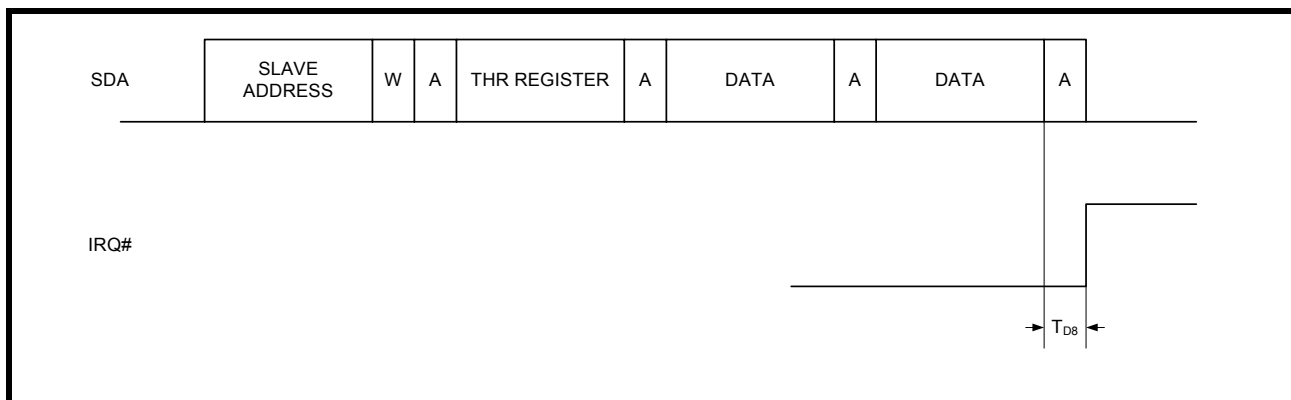 SDA
SLAVE
ADDRESS
W
A
THR REGISTER
A
DATA
A
DATA
A
IRQ#
TD8